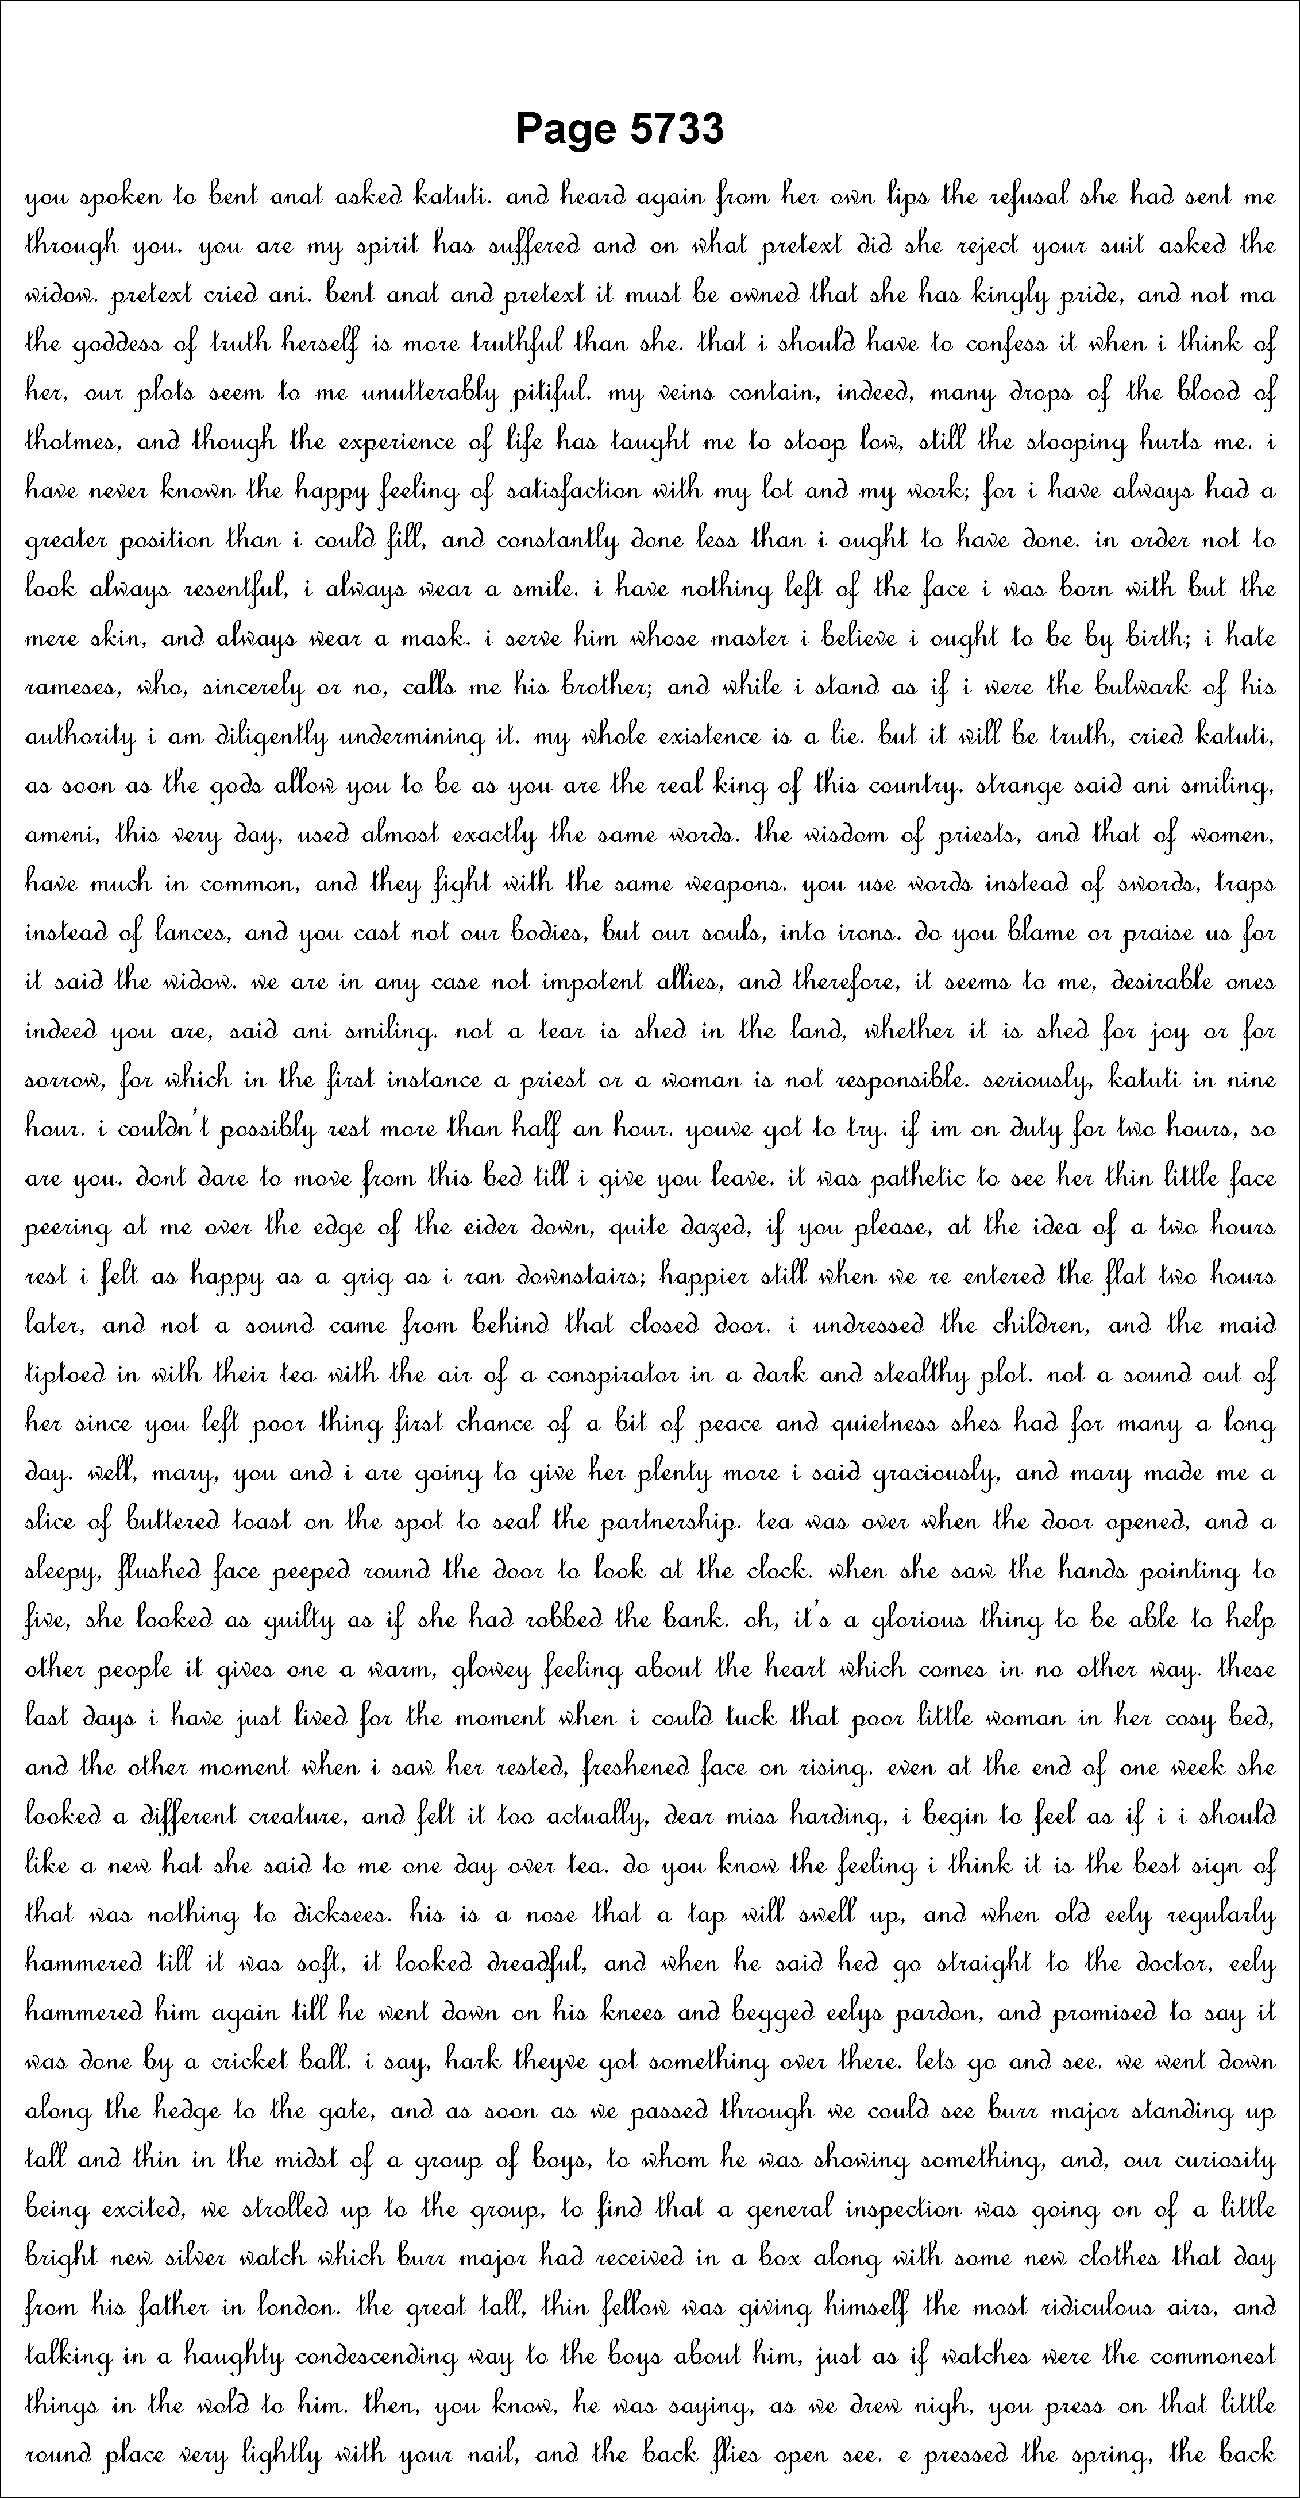 Page 5733
you spoken to bent anat asked katuti. and heard again from her own lips the refusal she had sent me
through you. you are my spirit has suffered and on what pretext did she reject your suit asked the
widow. pretext cried ani. bent anat and pretext it must be owned that she has kingly pride, and not ma
the goddess of truth herself is more truthful than she. that i should have to confess it when i think of
her, our plots seem to me unutterably pitiful. my veins contain, indeed, many drops of the blood of
thotmes, and though the experience of life has taught me to stoop low, still the stooping hurts me. i
have never known the happy feeling of satisfaction with my lot and my work; for i have always had a
greater position than i could fill, and constantly done less than i ought to have done. in order not to
look always resentful, i always wear a smile. i have nothing left of the face i was born with but the
mere skin, and always wear a mask. i serve him whose master i believe i ought to be by birth; i hate
rameses, who, sincerely or no, calls me his brother; and while i stand as if i were the bulwark of his
authority i am diligently undermining it. my whole existence is a lie. but it will be truth, cried katuti,
as soon as the gods allow you to be as you are the real king of this country. strange said ani smiling,
ameni, this very day, used almost exactly the same words. the wisdom of priests, and that of women,
have much in common, and they fight with the same weapons. you use words instead of swords, traps
instead of lances, and you cast not our bodies, but our souls, into irons. do you blame or praise us for
it said the widow. we are in any case not impotent allies, and therefore, it seems to me, desirable ones
indeed you are, said ani smiling. not a tear is shed in the land, whether it is shed for joy or for
sorrow, for which in the first instance a priest or a woman is not responsible. seriously, katuti in nine
hour. i couldn't possibly rest more than half an hour. youve got to try. if im on duty for two hours, so
are you. dont dare to move from this bed till i give you leave. it was pathetic to see her thin little face
peering at me over the edge of the eider down, quite dazed, if you please, at the idea of a two hours
rest i felt as happy as a grig as i ran downstairs; happier still when we re entered the flat two hours
later, and not a sound came from behind that closed door. i undressed the children, and the maid
tiptoed in with their tea with the air of a conspirator in a dark and stealthy plot. not a sound out of
her since you left poor thing first chance of a bit of peace and quietness shes had for many a long
day. well, mary, you and i are going to give her plenty more i said graciously, and mary made me a
slice of buttered toast on the spot to seal the partnership. tea was over when the door opened, and a
sleepy, flushed face peeped round the door to look at the clock. when she saw the hands pointing to
five, she looked as guilty as if she had robbed the bank. oh, it's a glorious thing to be able to help
other people it gives one a warm, glowey feeling about the heart which comes in no other way. these
last days i have just lived for the moment when i could tuck that poor little woman in her cosy bed,
and the other moment when i saw her rested, freshened face on rising. even at the end of one week she
looked a different creature, and felt it too actually, dear miss harding, i begin to feel as if i i should
like a new hat she said to me one day over tea. do you know the feeling i think it is the best sign of
that was nothing to dicksees. his is a nose that a tap will swell up, and when old eely regularly
hammered till it was soft, it looked dreadful, and when he said hed go straight to the doctor, eely
hammered him again till he went down on his knees and begged eelys pardon, and promised to say it
was done by a cricket ball. i say, hark theyve got something over there. lets go and see. we went down
along the hedge to the gate, and as soon as we passed through we could see burr major standing up
tall and thin in the midst of a group of boys, to whom he was showing something, and, our curiosity
being excited, we strolled up to the group, to find that a general inspection was going on of a little
bright new silver watch which burr major had received in a box along with some new clothes that day
from his father in london. the great tall, thin fellow was giving himself the most ridiculous airs, and
talking in a haughty condescending way to the boys about him, just as if watches were the commonest
things in the wold to him. then, you know, he was saying, as we drew nigh, you press on that little
round place very lightly with your nail, and the back flies open see. e pressed the spring, the back